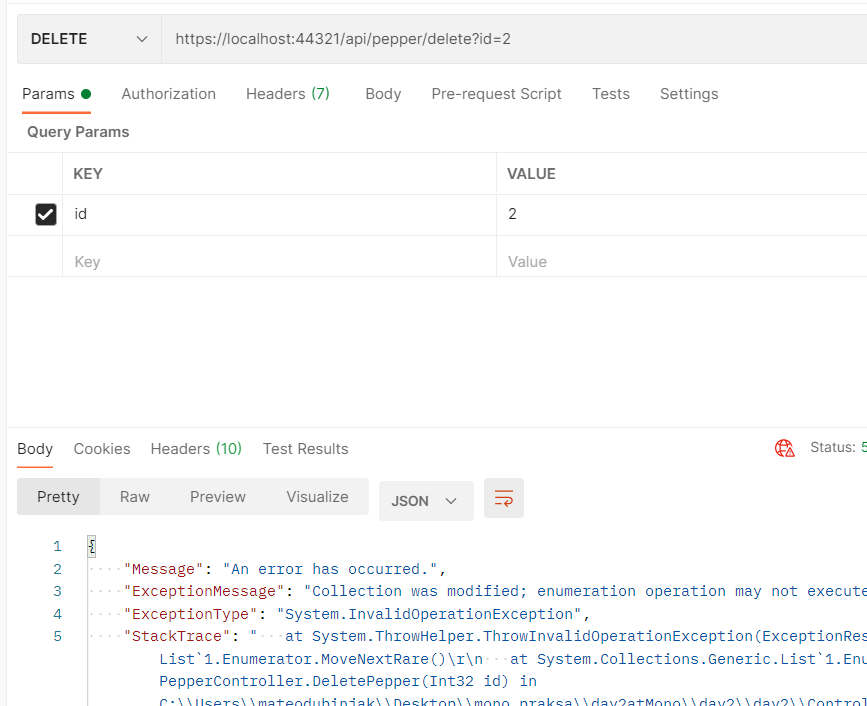 DELETE https://localhost:44321/api/pepper/delete?id=2
Params Authorization Headers (7) Body Pre-request Script Tests Settings
Query Params
KEY VALUE
id 2
Key Value
Body Cookies Headers (10) Test Results Status: 5
Pretty Raw Preview Visualize JSON
1 {
2 "Message": "An error has occurred.",
3 "ExceptionMessage": "Collection was modified; enumeration operation may not execute
4 "ExceptionType": "System.InvalidOperationException",
5 "StackTrace": " at System.ThrowHelper.ThrowInvalidOperationException(ExceptionRes
List`1.Enumerator.MoveNextRare()\r\n at System.Collections.Generic.List`1.Enu
PepperController.DeletePepper(Int32 id) in
C:\\Users\\mateoduhinjak\\Desktop\\mono praksa\\day2atMono\\day2\\day2\\Control